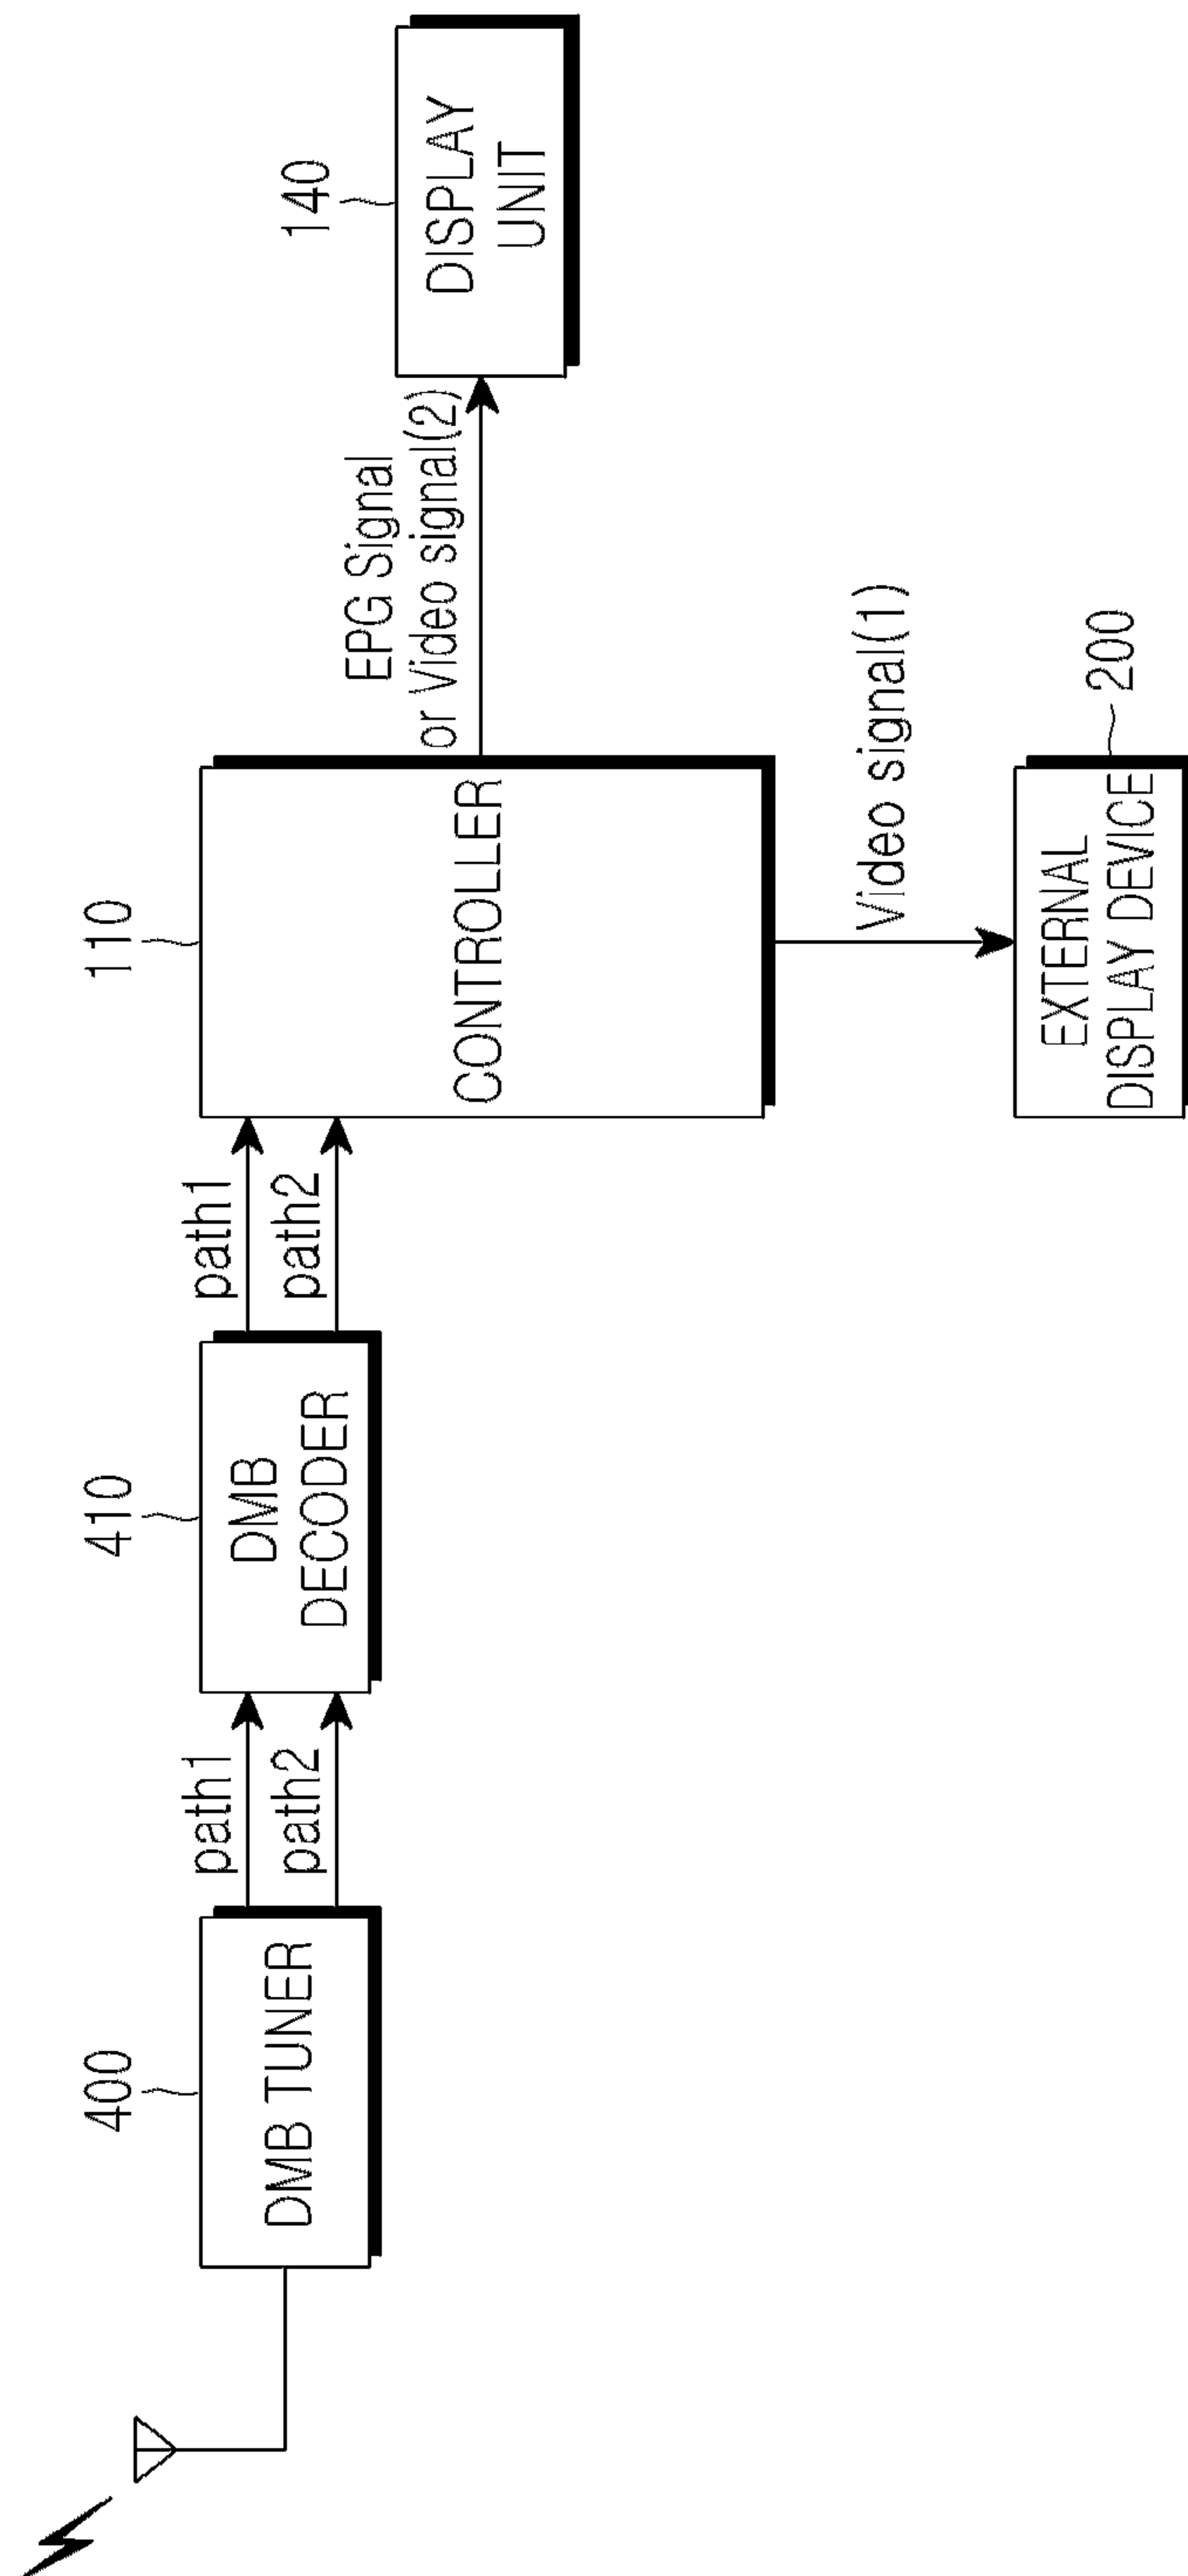 400
DMB TUNER
path1
path2
410
DMB
DECODER
path1
path2
110
CONTROLLER
EPG Signal
or Video signal(2)
140
DISPLAY
UNIT
Video signal(1)
EXTERNAL
DISPLAY DEVICE
200